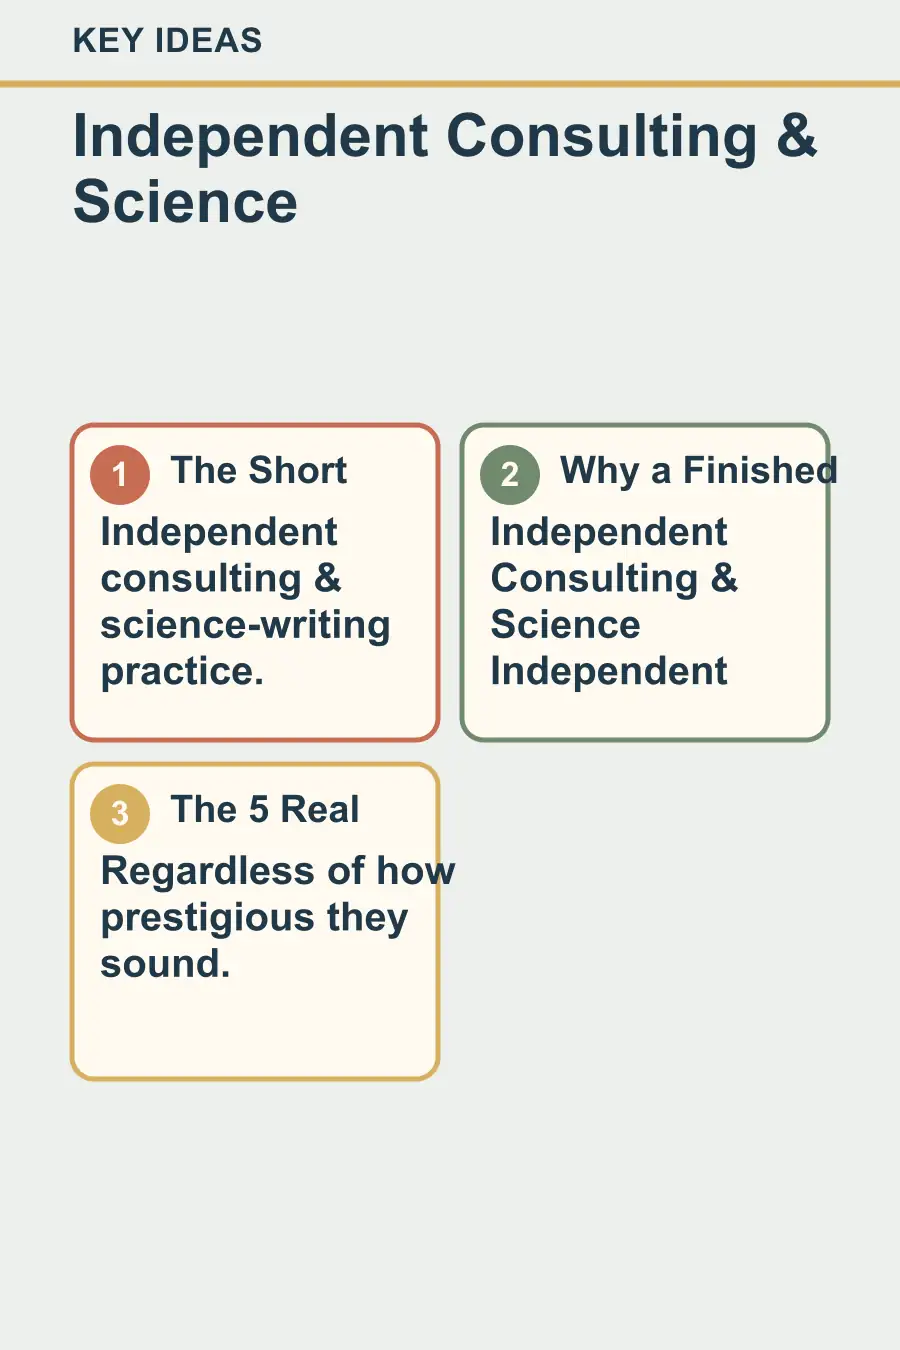 KEY IDEAS
Independent Consulting &
Science
1 The Short
Independent
consulting &
science-writing
practice.
2 Why a Finished
Independent
Consulting &
Science
Independent
3 The 5 Real
Regardless of how
prestigious they
sound.